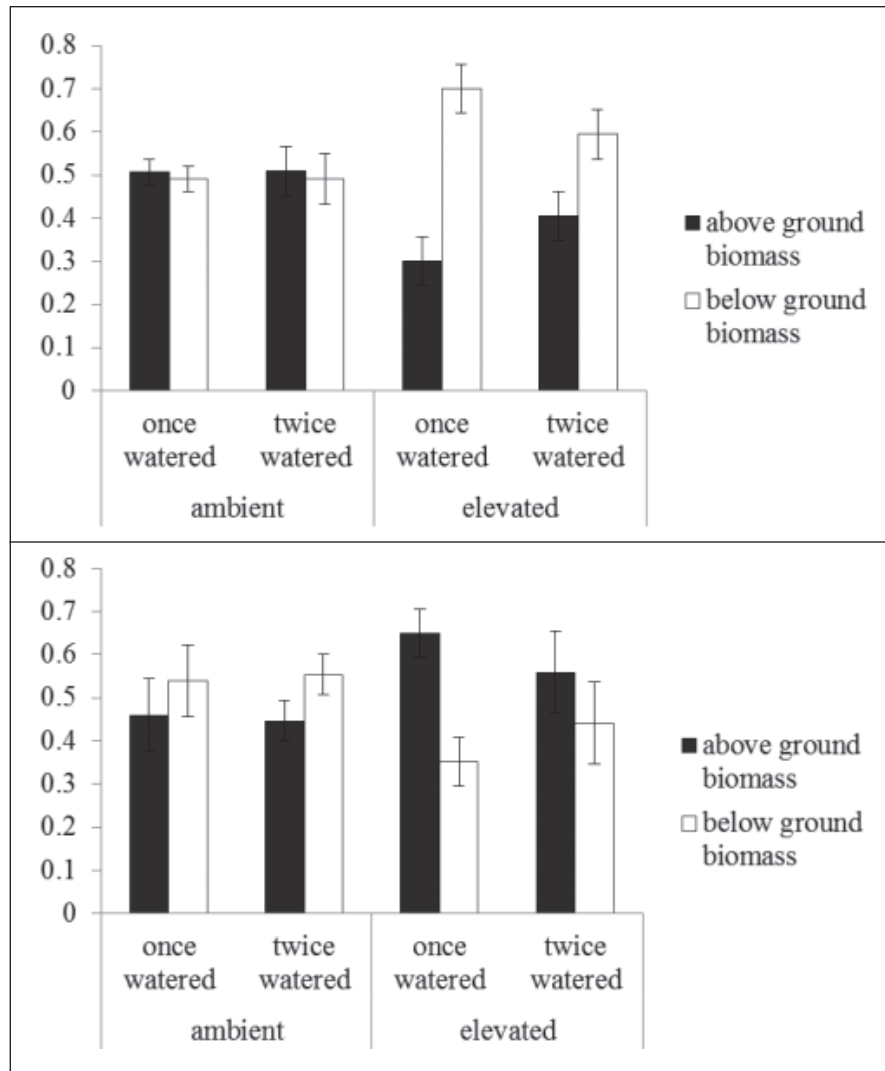 0.8
0.7
0.6
0.5
0.4
0.3
0.2
0.1
0
once watered
twice watered
once watered
twice watered
ambient
elevated
above ground biomass
below ground biomass
0.8
0.7
0.6
0.5
0.4
0.3
0.2
0.1
0
once watered
twice watered
once watered
twice watered
ambient
elevated
above ground biomass
below ground biomass